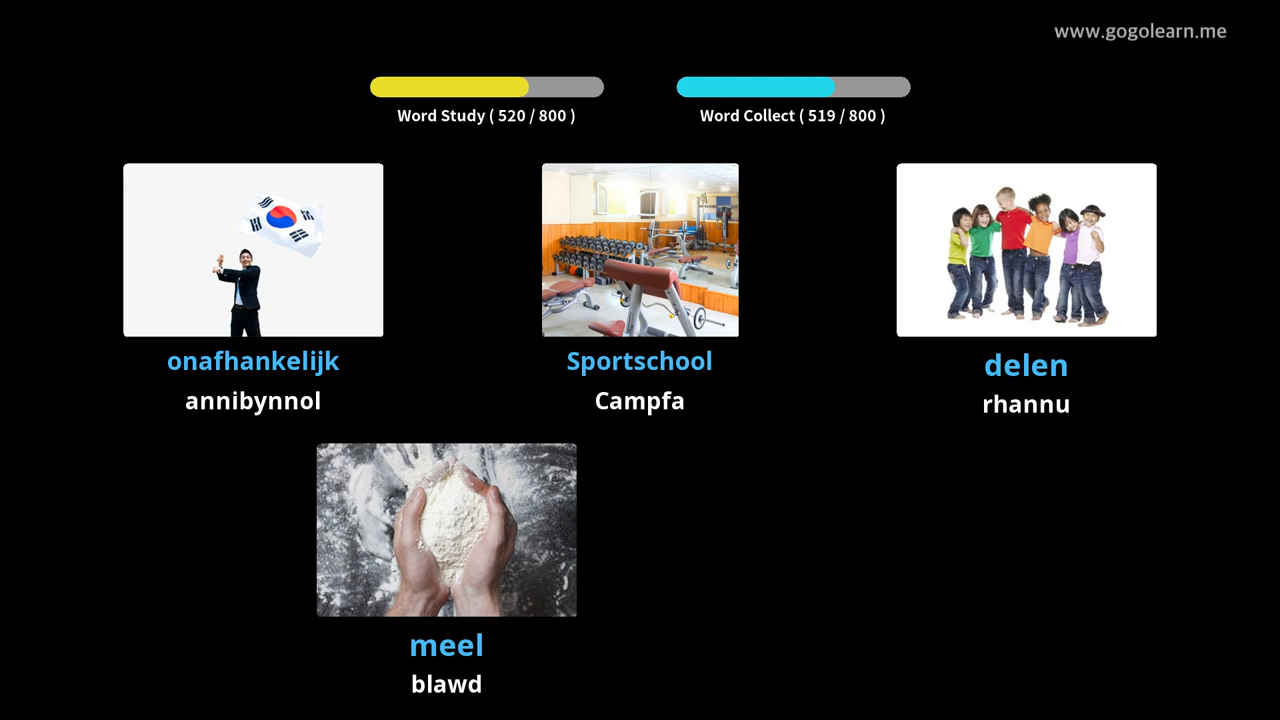 www.gogolearn.me
Word Study ( 520 / 800 )
Word Collect ( 519 / 800 )
onafhankelijk
annibynnol
Sportschool
Campfa
delen
rhannu
meel
blawd